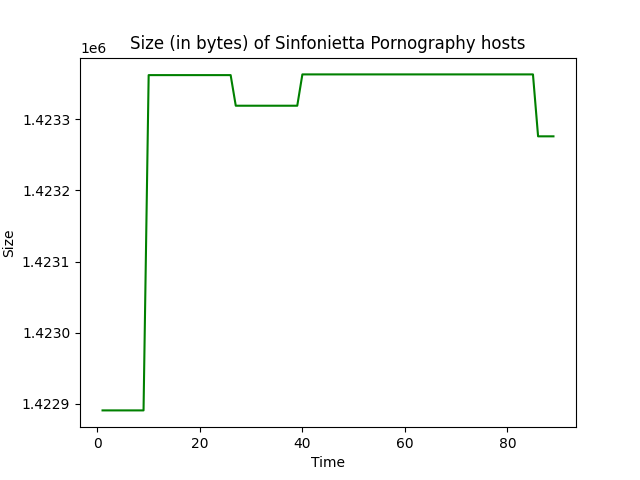 Size (in bytes) of Sinfonietta Pornography hosts
1e6
1.4233
1.4232
1.4231
1.4230
1.4229
Size
0 20 40 60 80
Time